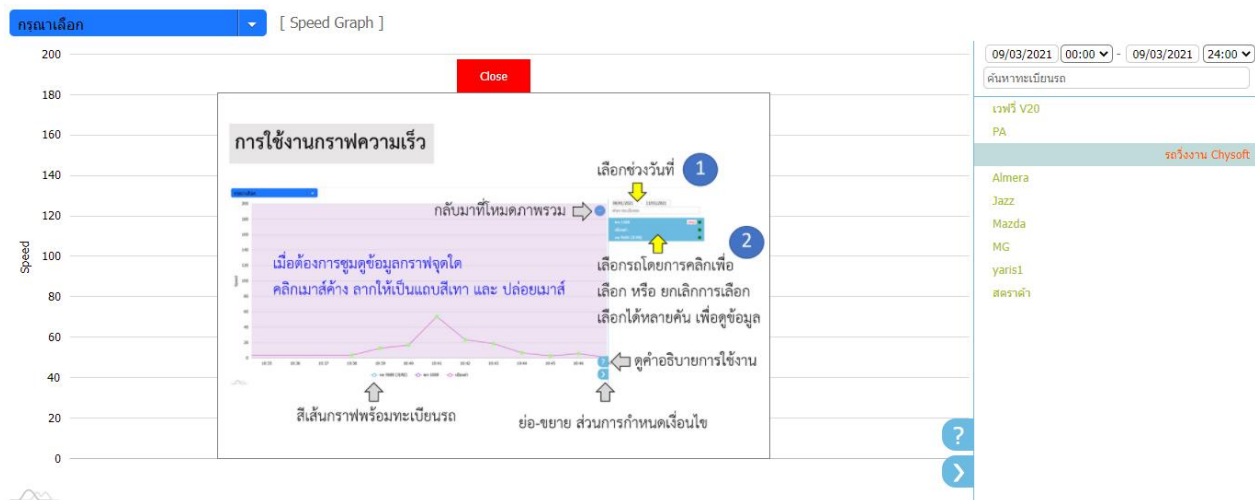 กรุณาเลือก
[ Speed Graph ]
09/03/2021 00:00 - 09/03/2021 24:00
ค้นหาทะเบียนรถ
เวฟรี่ V20
PA
รถวิ่งงาน Chysoft
Almera
Jazz
Mazda
MG
yaris1
สตราด้า
Speed
200
180
160
140
120
100
80
60
40
20
0
Close
การใช้งานกราฟความเร็ว
เลือกช่วงวันที่ 1
กลับมาที่โหมดภาพรวม
2
เมื่อต้องการซูมดูข้อมูลกราฟจุดใด
คลิกเมาส์ค้าง ลากให้เป็นแถบสีเทา และ ปล่อยเมาส์
เลือกรถโดยการคลิกเพื่อ
เลือก หรือ ยกเลิกการเลือก
เลือกได้หลายคัน เพื่อดูข้อมูล
ดูคำอธิบายการใช้งาน
สีเส้นกราฟพร้อมทะเบียนรถ
ย่อ-ขยาย ส่วนการกำหนดเงื่อนไข
?